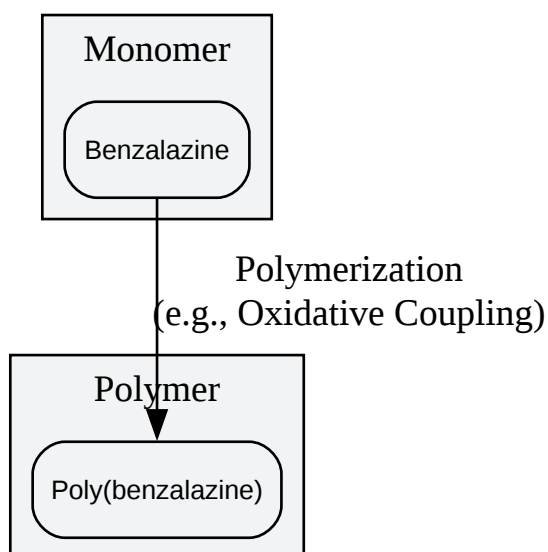 Monomer
Benzalazine
Polymerization
(e.g., Oxidative Coupling)
Polymer
Poly(benzalazine)